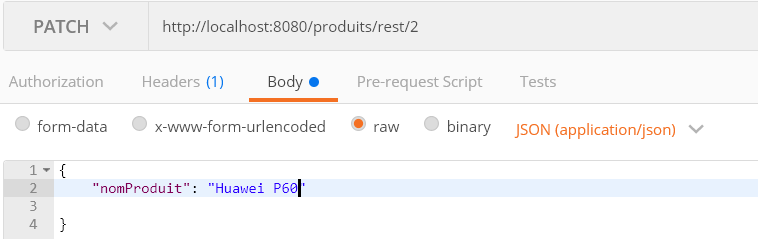 PATCH http://localhost:8080/produits/rest/2
Authorization Headers (1) Body Pre-request Script Tests
form-data x-www-form-urlencoded raw binary JSON (application/json)
1 {
2 "nomProduit": "Huawei P60"
3
4 }